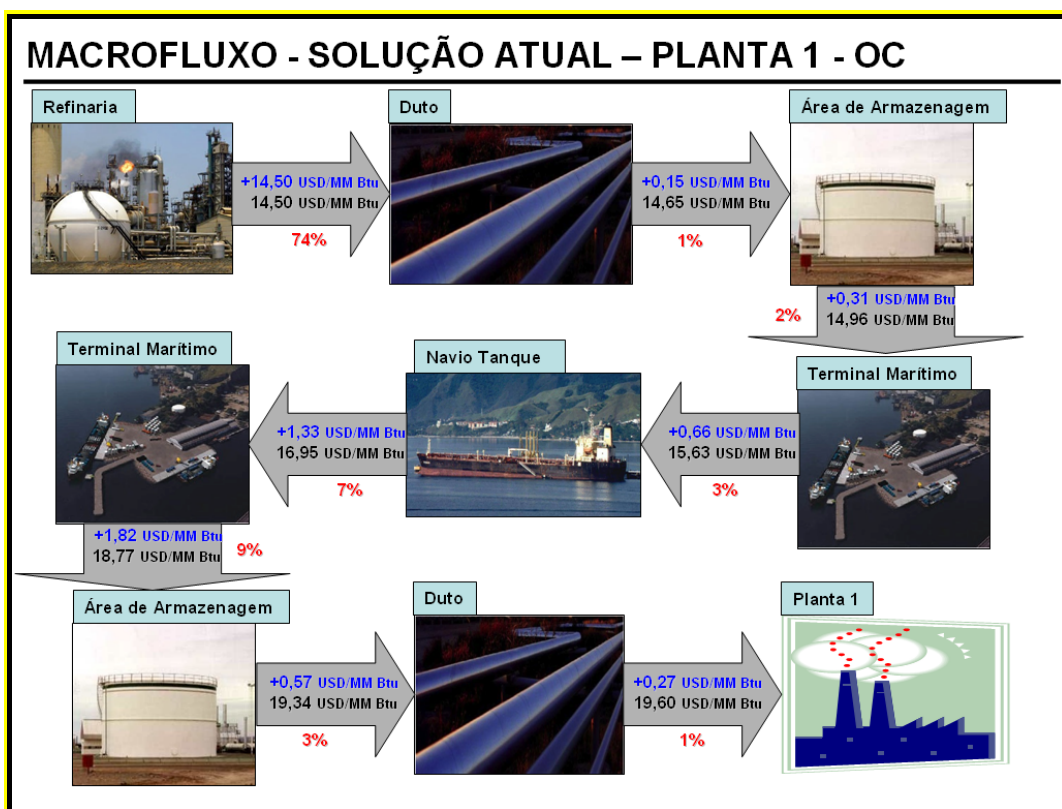 MACROFLUXO - SOLUÇÃO ATUAL – PLANTA 1 - OC
Refinaria
+14,50 USD/MM Btu
14,50 USD/MM Btu
74%
Duto
+0,15 USD/MM Btu
14,65 USD/MM Btu
1%
Área de Armazenagem
+0,31 USD/MM Btu
14,96 USD/MM Btu
2%
Terminal Marítimo
+0,66 USD/MM Btu
15,63 USD/MM Btu
3%
Navio Tanque
+1,33 USD/MM Btu
16,95 USD/MM Btu
7%
Terminal Marítimo
+1,82 USD/MM Btu
18,77 USD/MM Btu
9%
Área de Armazenagem
+0,57 USD/MM Btu
19,34 USD/MM Btu
3%
Duto
+0,27 USD/MM Btu
19,60 USD/MM Btu
1%
Planta 1